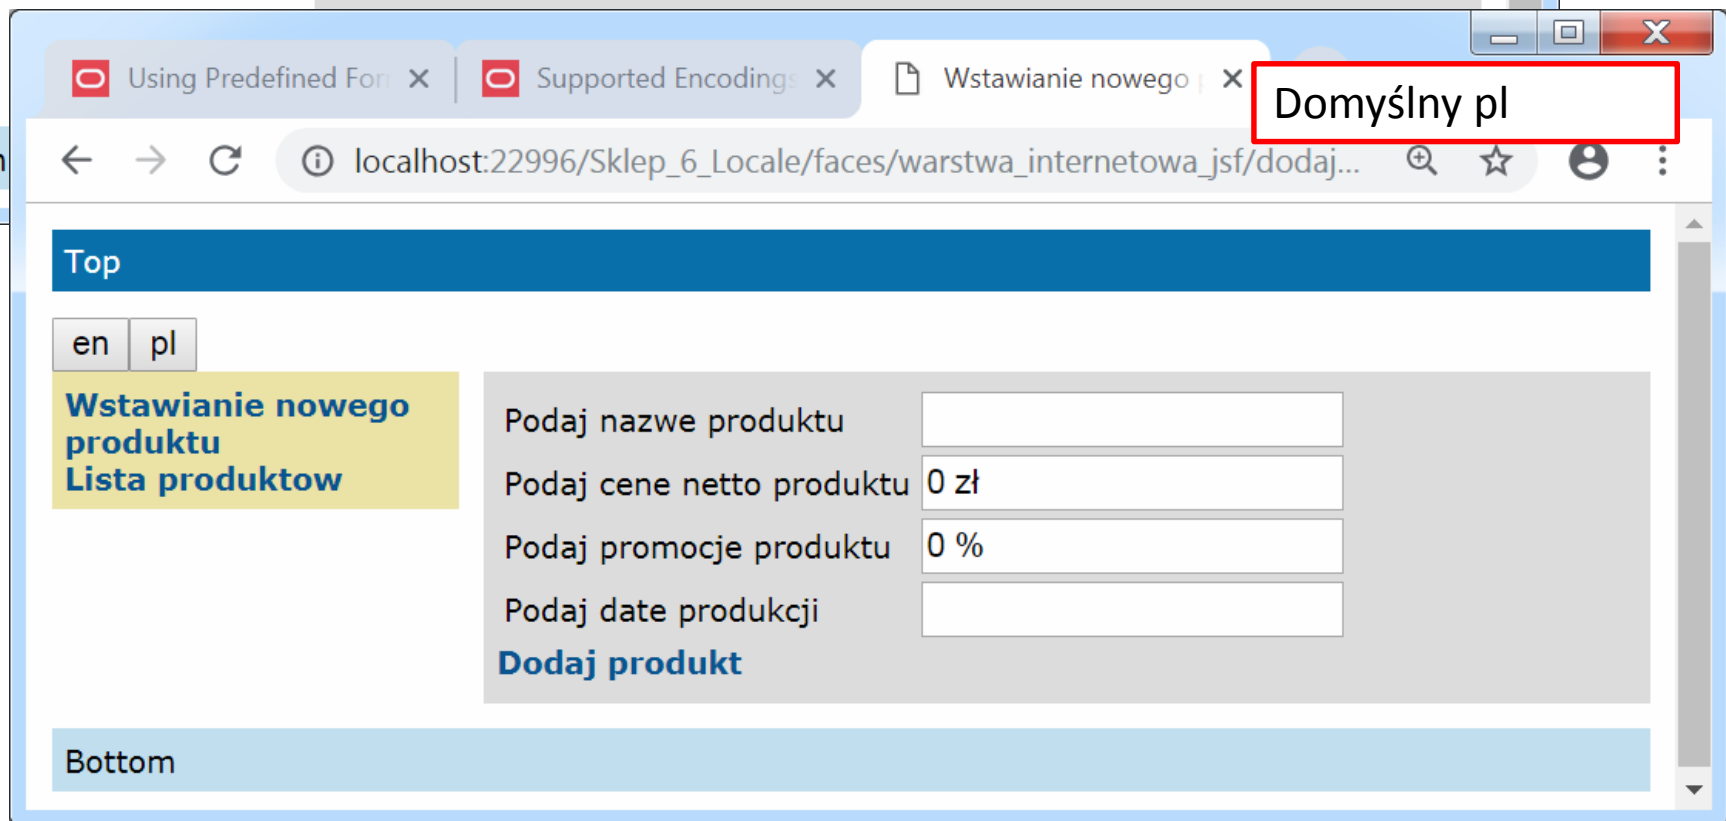 Using Predefined For
Supported Encodings
Wstawianie nowego
Domyślny pl
localhost:22996/Sklep_6_Locale/faces/warstwa_internetowa_jsf/dodaj...
Top
en pl
Wstawianie nowego
produktu
Lista produktow
Podaj nazwe produktu
Podaj cene netto produktu 0 zł
Podaj promocje produktu 0 %
Podaj date produkcji
Dodaj produkt
Bottom